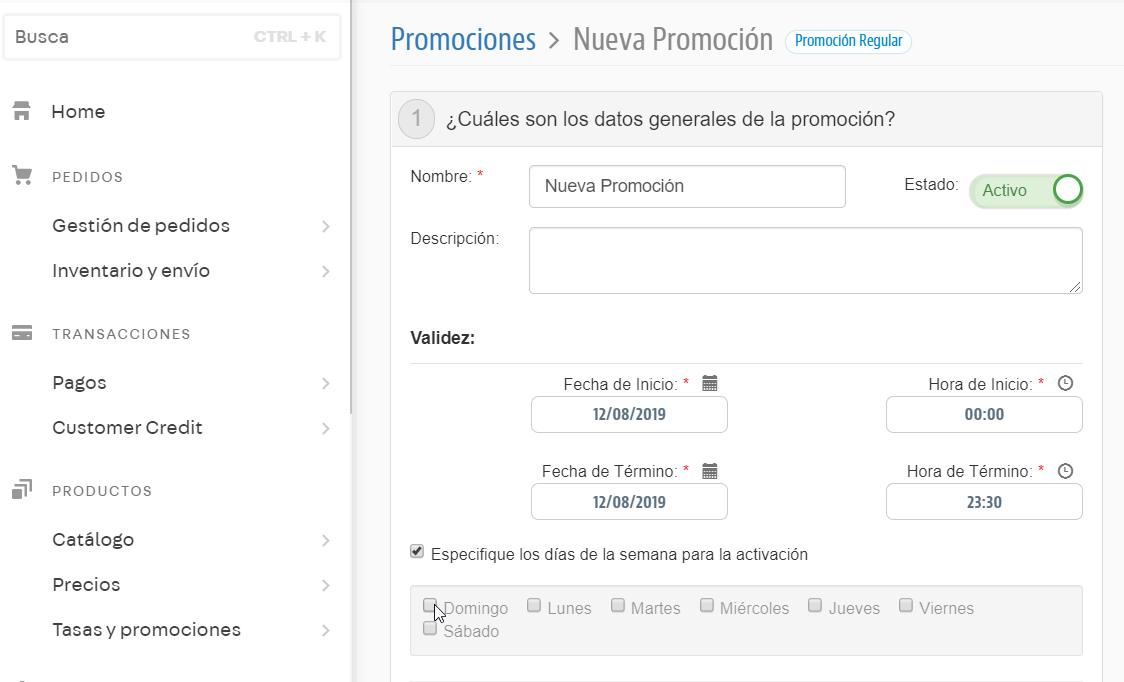 Busca CTRL + K
Home
PEDIDOS
Gestión de pedidos
Inventario y envío
TRANSACCIONES
Pagos
Customer Credit
PRODUCTOS
Catálogo
Precios
Tasas y promociones
Promociones > Nueva Promoción Promoción Regular
1 ¿Cuáles son los datos generales de la promoción?
Nombre: * Nueva Promoción Estado: Activo
Descripción:
Validez:
Fecha de Inicio: * Hora de Inicio: *
12/08/2019 00:00
Fecha de Término: * Hora de Término: *
12/08/2019 23:30
Especifique los días de la semana para la activación
Domingo Lunes Martes Miércoles Jueves Viernes
Sábado